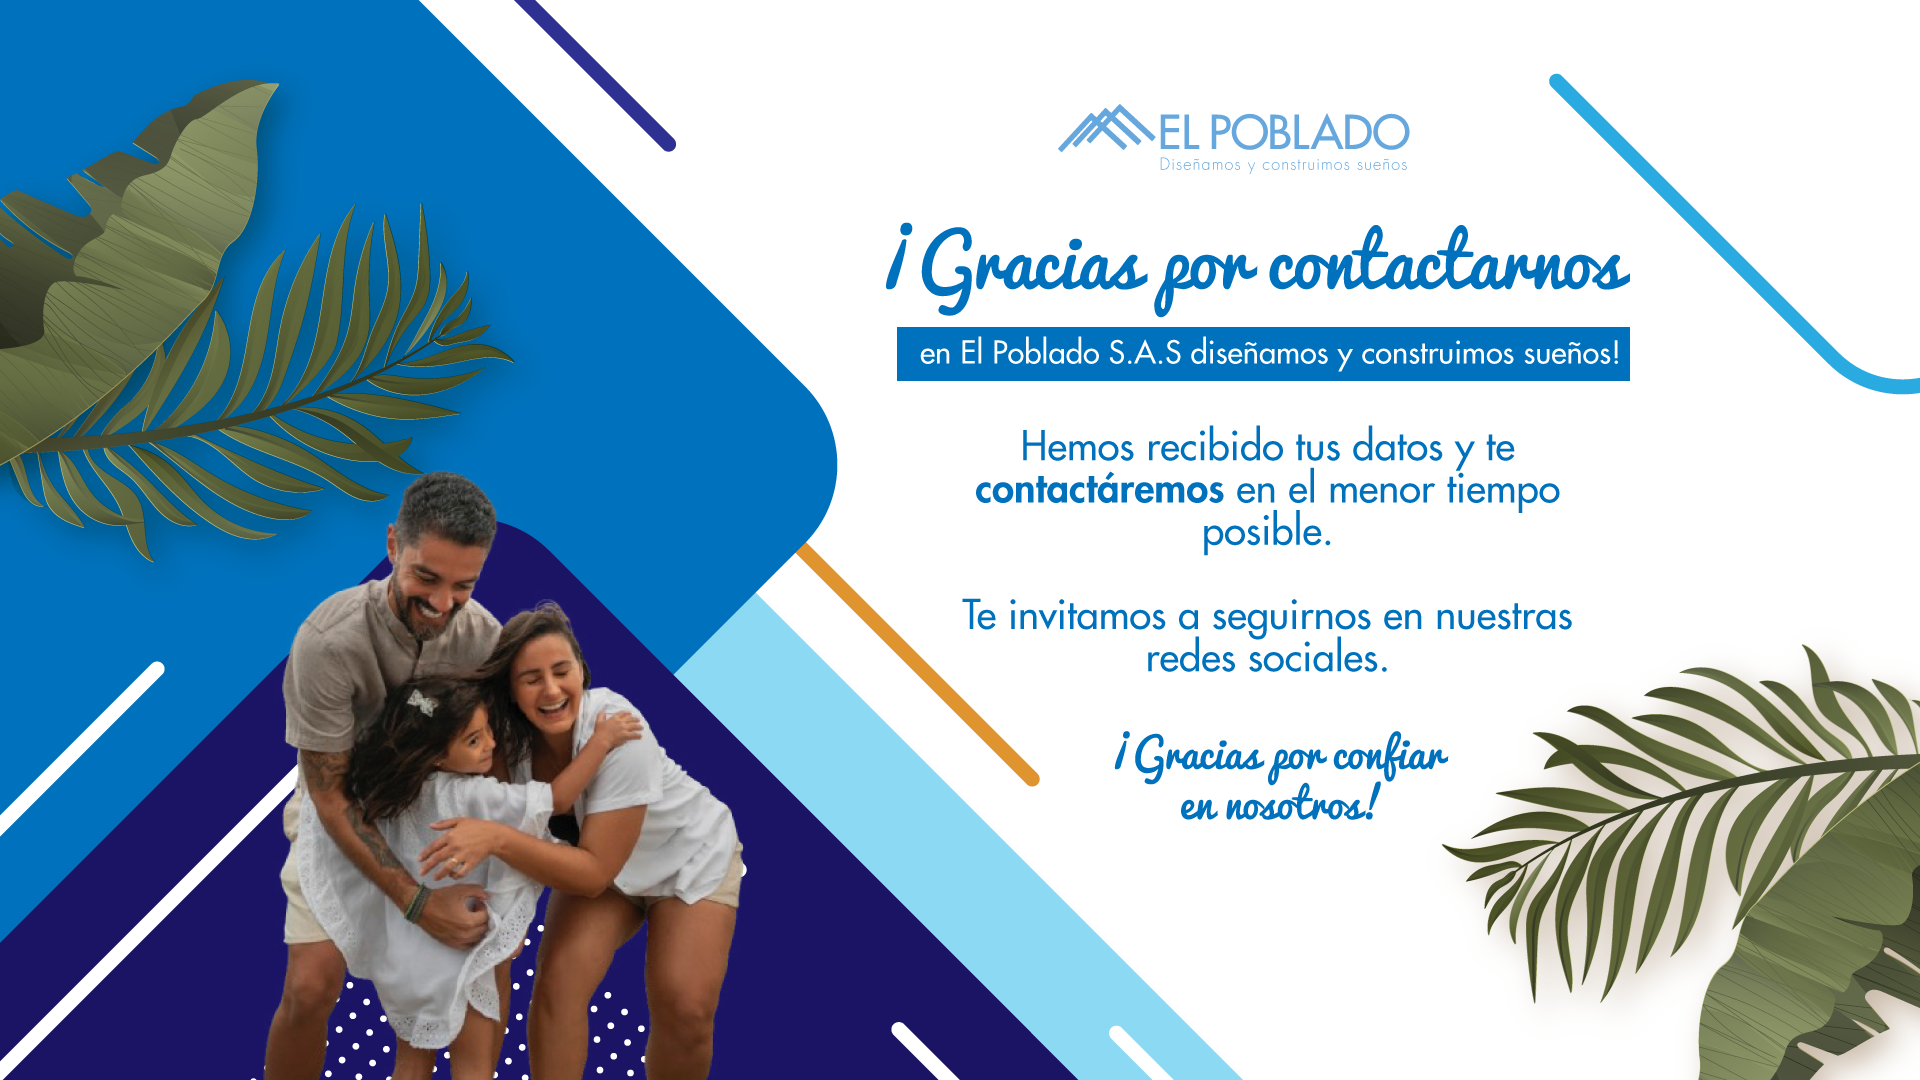 EL POBLADO
Diseñamos y construimos sueños
¡Gracias por contactarnos
en El Poblado S.A.S diseñamos y construimos sueños!
Hemos recibido tus datos y te
contactáremos en el menor tiempo
posible.
Te invitamos a seguirnos en nuestras
redes sociales.
¡Gracias por confiar
en nosotros!